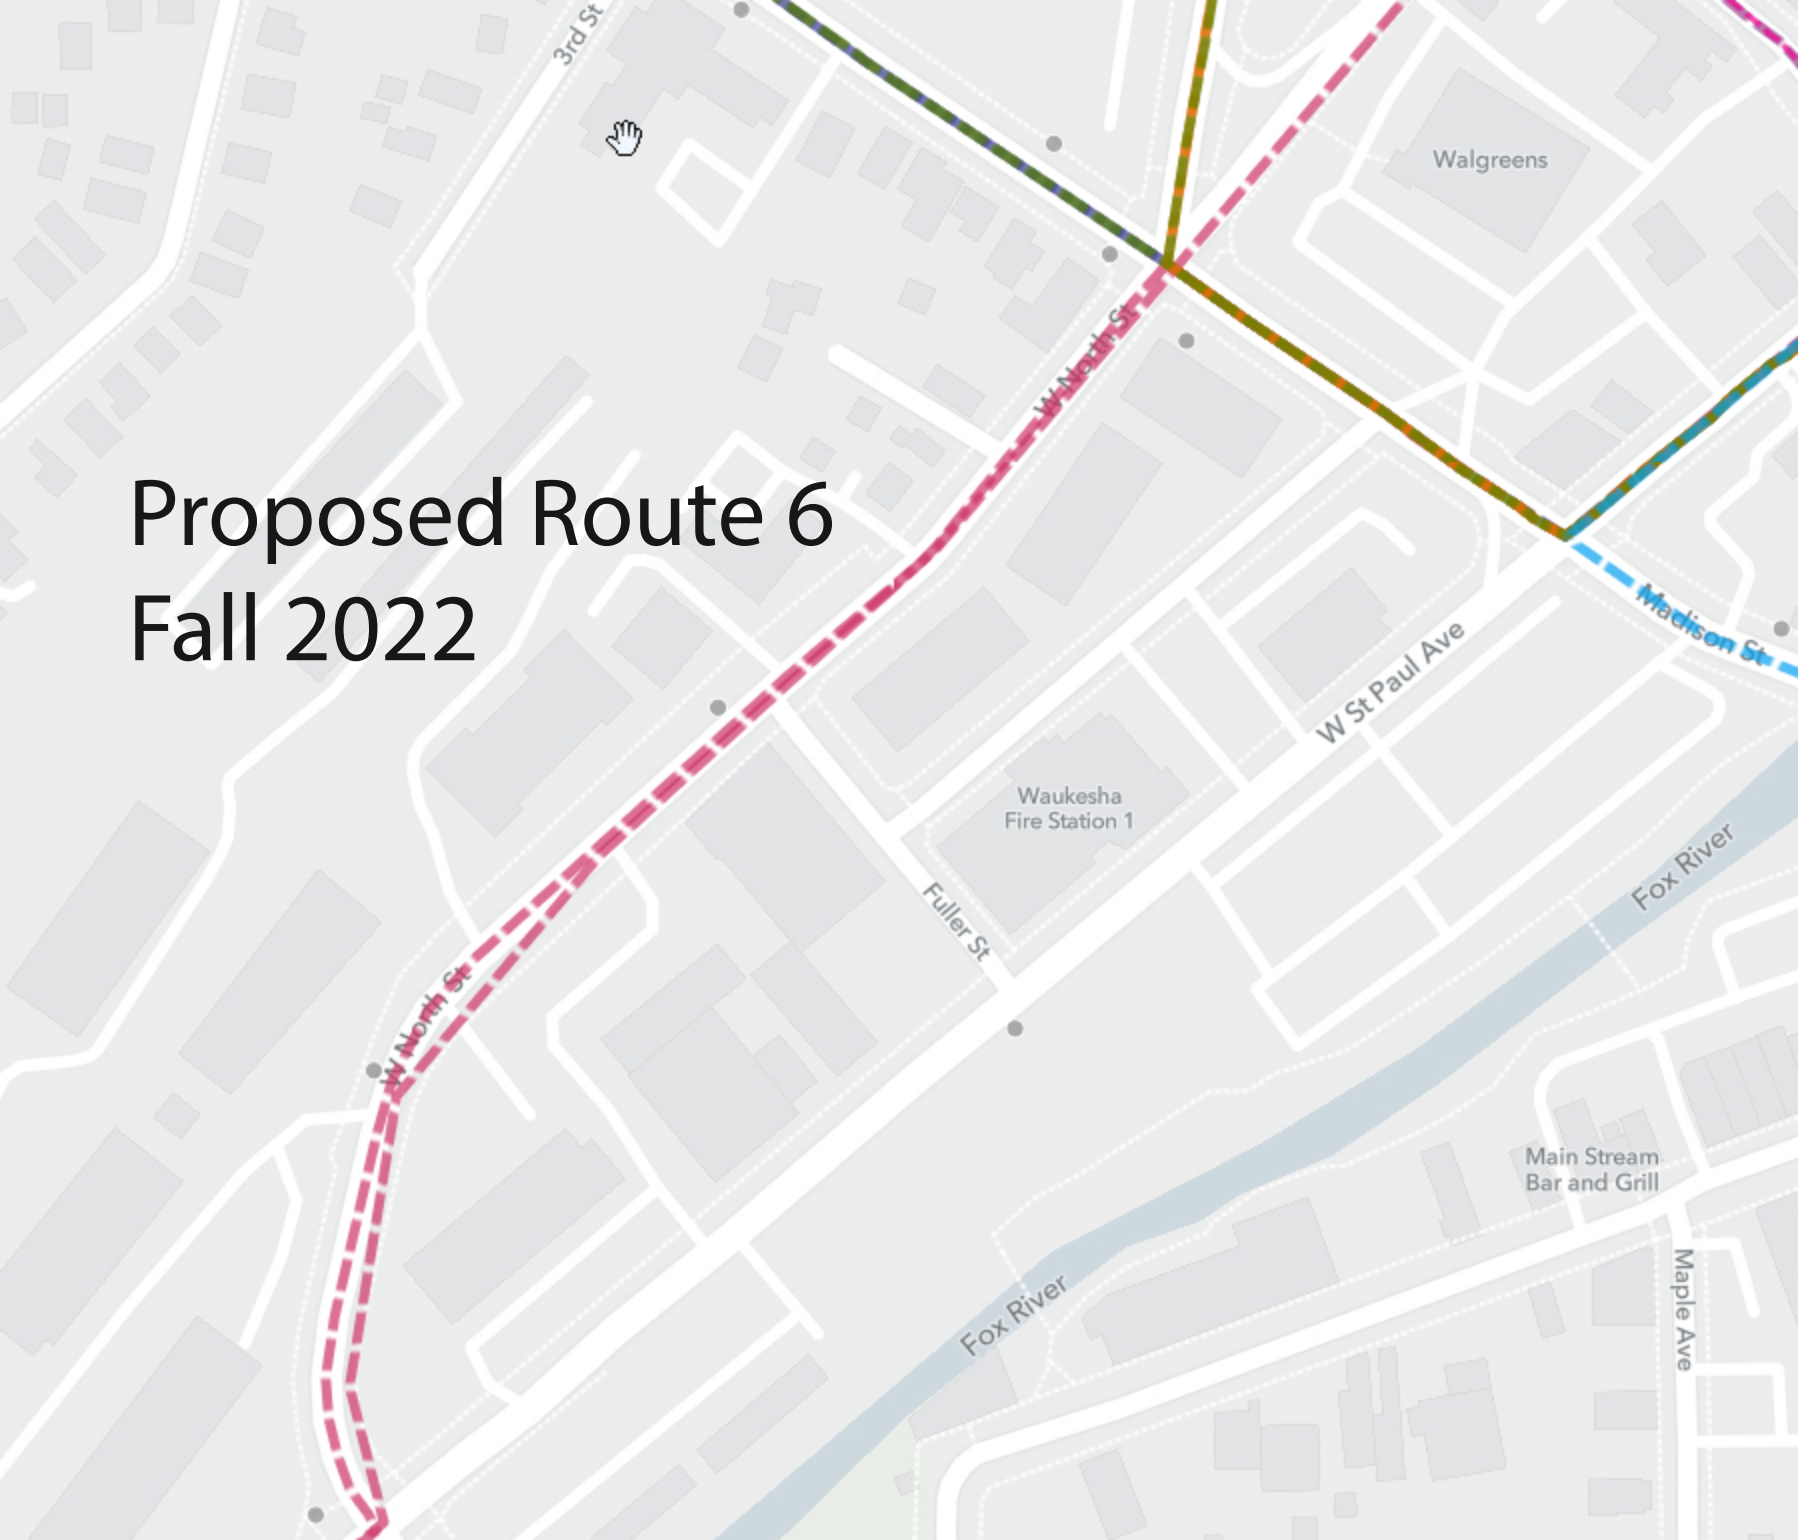 3rd St
Walgreens
W North St
Proposed Route 6
Fall 2022
Madison St
W St Paul Ave
Waukesha
Fire Station 1
Fox River
Fuller St
W North St
Main Stream
Bar and Grill
Fox River
Maple Ave